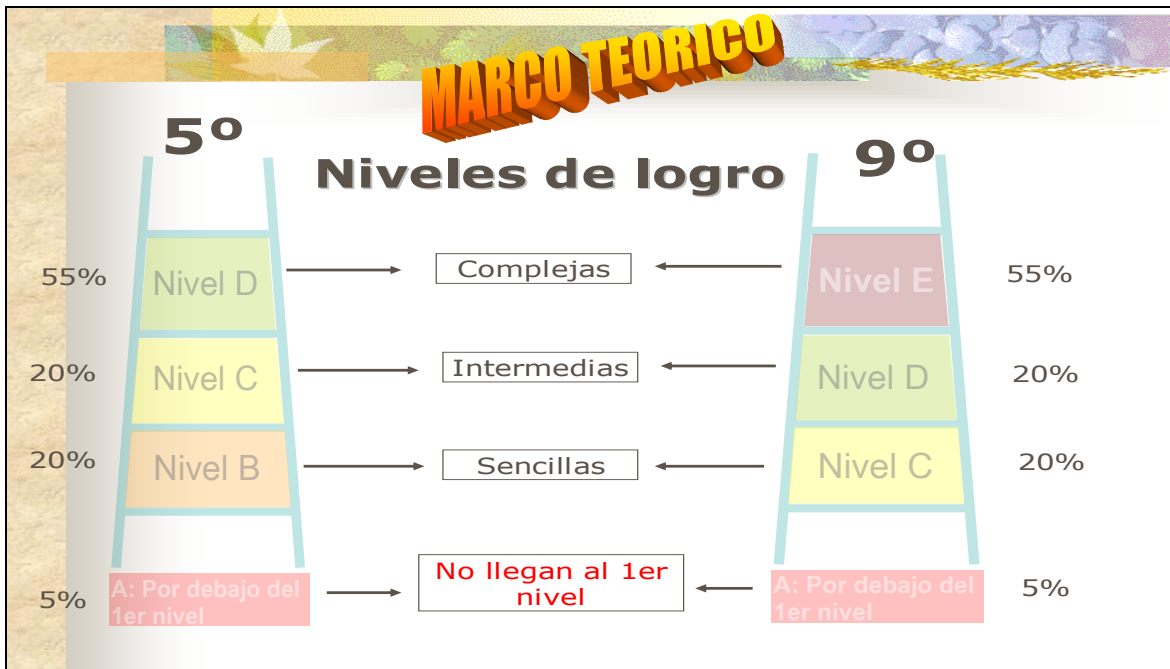 MARCO TEORICO
5º
9º
Niveles de logro
55%
Nivel D
Complejas
Nivel E
55%
20%
Nivel C
Intermedias
Nivel D
20%
20%
Nivel B
Sencillas
Nivel C
20%
5%
A: Por debajo del
1er nivel
No llegan al 1er
nivel
A: Por debajo del
1er nivel
5%